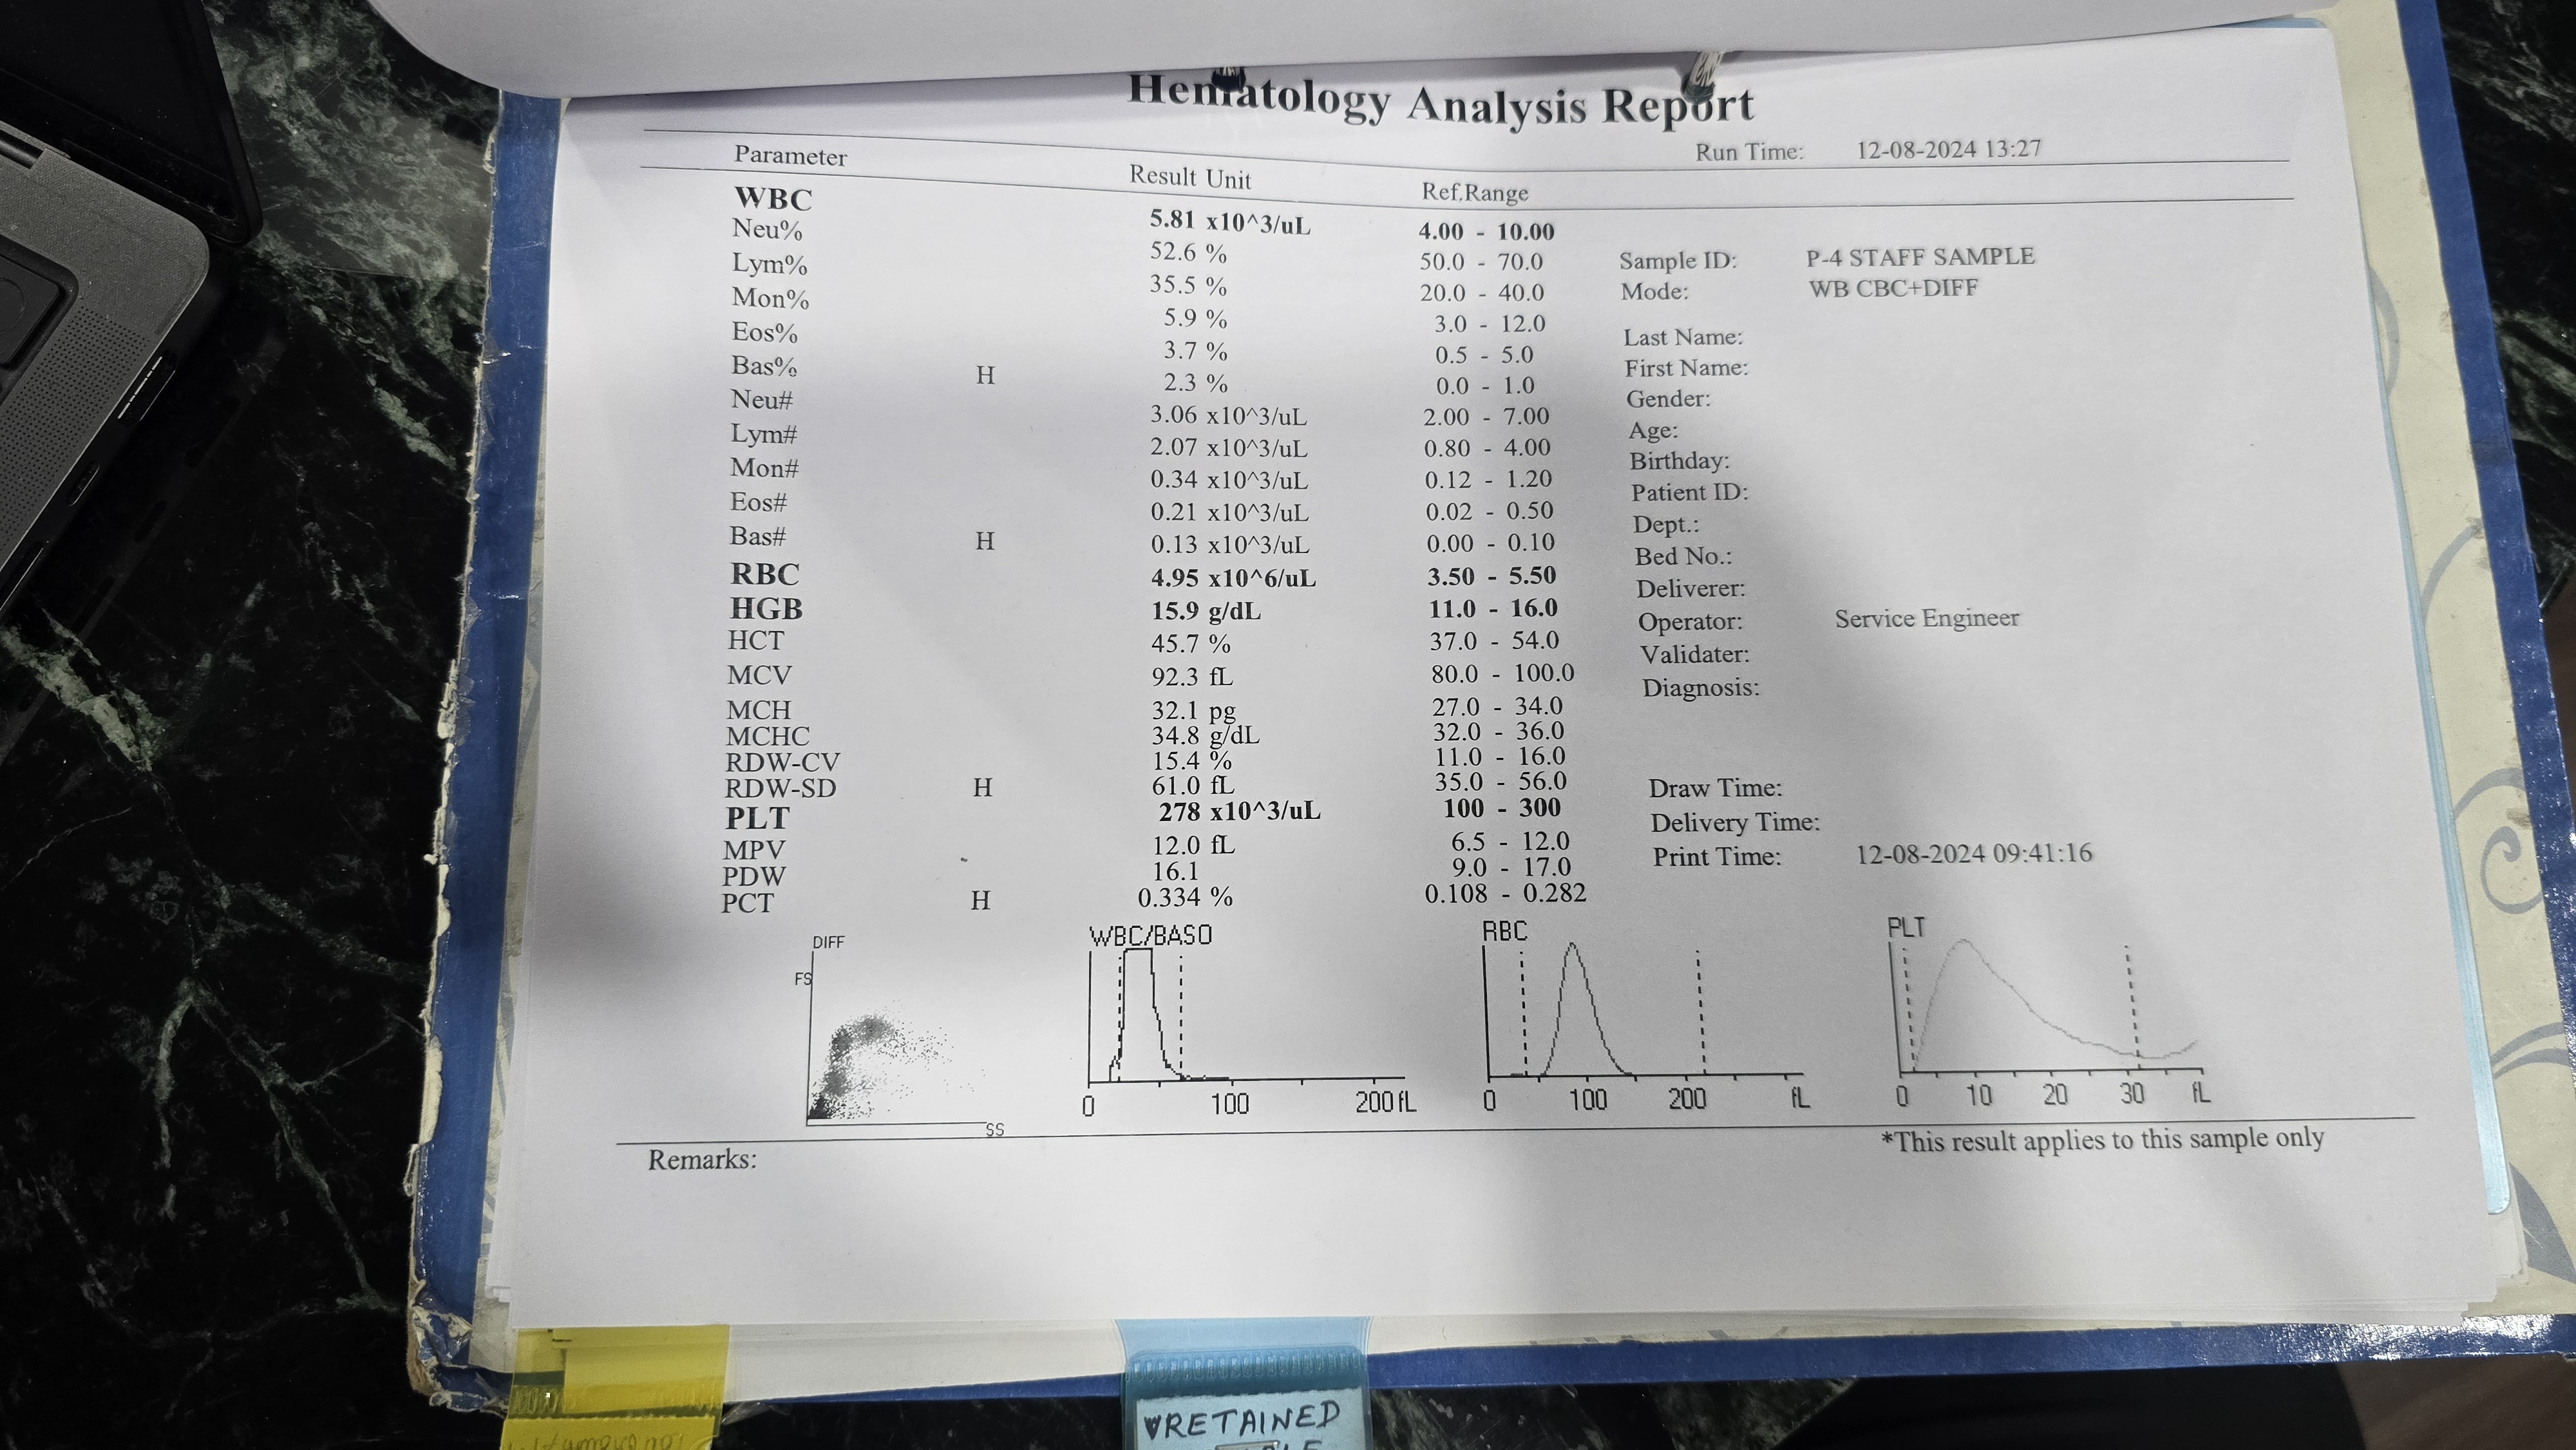 Hematology Analysis Report
Run Time: 12-08-2024 13:27
Parameter Result Unit Ref.Range
WBC 5.81 x10^3/uL 4.00 - 10.00
Neu% 52.6 % 50.0 - 70.0
Lym% 35.5 % 20.0 - 40.0
Mon% 5.9 % 3.0 - 12.0
Eos% 3.7 % 0.5 - 5.0
Bas% H 2.3 % 0.0 - 1.0
Neu# 3.06 x10^3/uL 2.00 - 7.00
Lym# 2.07 x10^3/uL 0.80 - 4.00
Mon# 0.34 x10^3/uL 0.12 - 1.20
Eos# 0.21 x10^3/uL 0.02 - 0.50
Bas# H 0.13 x10^3/uL 0.00 - 0.10
RBC 4.95 x10^6/uL 3.50 - 5.50
HGB 15.9 g/dL 11.0 - 16.0
HCT 45.7 % 37.0 - 54.0
MCV 92.3 fL 80.0 - 100.0
MCH 32.1 pg 27.0 - 34.0
MCHC 34.8 g/dL 32.0 - 36.0
RDW-CV 15.4 % 11.0 - 16.0
RDW-SD H 61.0 fL 35.0 - 56.0
PLT 278 x10^3/uL 100 - 300
MPV 12.0 fL 6.5 - 12.0
PDW 16.1 9.0 - 17.0
PCT H 0.334 % 0.108 - 0.282
Sample ID: P-4 STAFF SAMPLE
Mode: WB CBC+DIFF
Last Name:
First Name:
Gender:
Age:
Birthday:
Patient ID:
Dept.:
Bed No.:
Deliverer:
Operator: Service Engineer
Validater:
Diagnosis:
Draw Time:
Delivery Time:
Print Time: 12-08-2024 09:41:16
DIFF
FS
SS
WBC/BASO
0 100 200 fL
RBC
0 100 200 fL
PLT
0 10 20 30 fL
Remarks:
*This result applies to this sample only
RETAINED